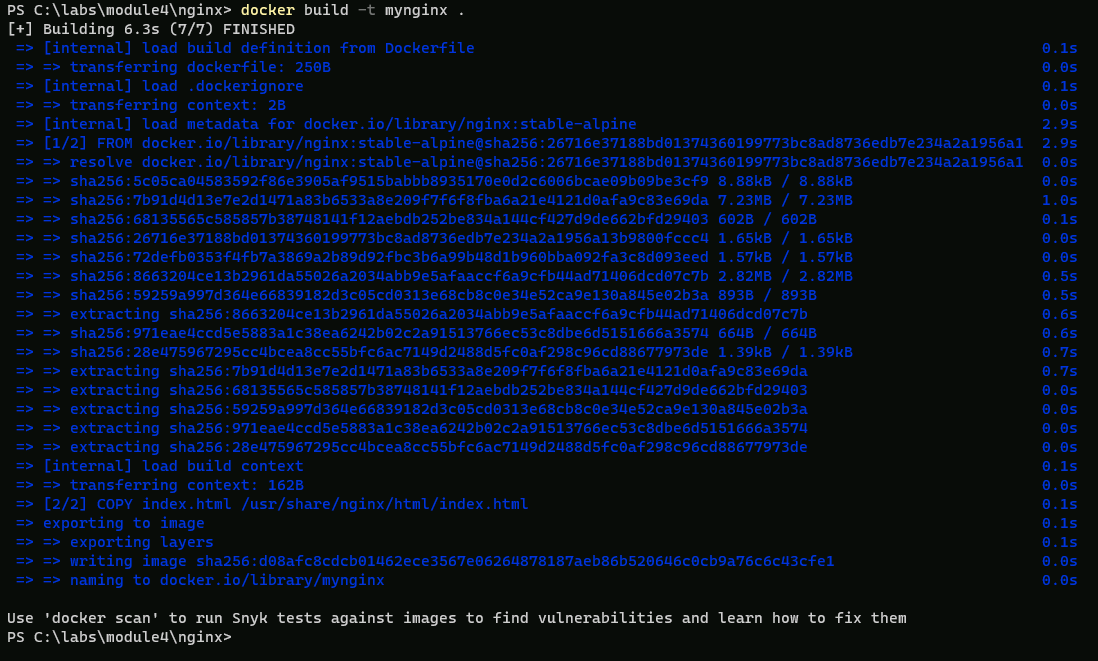 PS C:\labs\module4\nginx> docker build -t mynginx .
[+] Building 6.3s (7/7) FINISHED
=> [internal] load build definition from Dockerfile 0.1s
=> => transferring dockerfile: 250B 0.0s
=> [internal] load .dockerignore 0.1s
=> => transferring context: 2B 0.0s
=> [internal] load metadata for docker.io/library/nginx:stable-alpine 2.9s
=> [1/2] FROM docker.io/library/nginx:stable-alpine@sha256:26716e37188bd01374360199773bc8ad8736edb7e234a2a1956a1 2.9s
=> => resolve docker.io/library/nginx:stable-alpine@sha256:26716e37188bd01374360199773bc8ad8736edb7e234a2a1956a1 0.0s
=> => sha256:5c05ca04583592f86e3905af9515babbb8935170e0d2c6006bcae09b09be3cf9 8.88kB / 8.88kB 0.0s
=> => sha256:7b91d4d13e7e2d1471a83b6533a8e209f7f6f8fba6a21e4121d0afa9c83e69da 7.23MB / 7.23MB 1.0s
=> => sha256:68135565c585857b38748141f12aebdb252be834a144cf427d9de662bfd29403 602B / 602B 0.1s
=> => sha256:26716e37188bd01374360199773bc8ad8736edb7e234a2a1956a13b9800fccc4 1.65kB / 1.65kB 0.0s
=> => sha256:72defb0353f4fb7a3869a2b89d92fbc3b6a99b48d1b960bba092fa3c8d093eed 1.57kB / 1.57kB 0.0s
=> => sha256:8663204ce13b2961da55026a2034abb9e5afaaccf6a9cfb44ad71406dcd07c7b 2.82MB / 2.82MB 0.5s
=> => sha256:59259a997d364e66839182d3c05cd0313e68cb8c0e34e52ca9e130a845e02b3a 893B / 893B 0.5s
=> => extracting sha256:8663204ce13b2961da55026a2034abb9e5afaaccf6a9cfb44ad71406dcd07c7b 0.6s
=> => sha256:971eae4ccd5e5883a1c38ea6242b02c2a91513766ec53c8dbe6d5151666a3574 664B / 664B 0.6s
=> => sha256:28e475967295cc4bcea8cc55bfc6ac7149d2488d5fc0af298c96cd88677973de 1.39kB / 1.39kB 0.7s
=> => extracting sha256:7b91d4d13e7e2d1471a83b6533a8e209f7f6f8fba6a21e4121d0afa9c83e69da 0.7s
=> => extracting sha256:68135565c585857b38748141f12aebdb252be834a144cf427d9de662bfd29403 0.0s
=> => extracting sha256:59259a997d364e66839182d3c05cd0313e68cb8c0e34e52ca9e130a845e02b3a 0.0s
=> => extracting sha256:971eae4ccd5e5883a1c38ea6242b02c2a91513766ec53c8dbe6d5151666a3574 0.0s
=> => extracting sha256:28e475967295cc4bcea8cc55bfc6ac7149d2488d5fc0af298c96cd88677973de 0.0s
=> [internal] load build context 0.1s
=> => transferring context: 162B 0.0s
=> [2/2] COPY index.html /usr/share/nginx/html/index.html 0.1s
=> exporting to image 0.1s
=> => exporting layers 0.1s
=> => writing image sha256:d08afc8cdcb01462ece3567e06264878187aeb86b520646c0cb9a76c6c43cfe1 0.0s
=> => naming to docker.io/library/mynginx 0.0s
Use 'docker scan' to run Snyk tests against images to find vulnerabilities and learn how to fix them
PS C:\labs\module4\nginx>